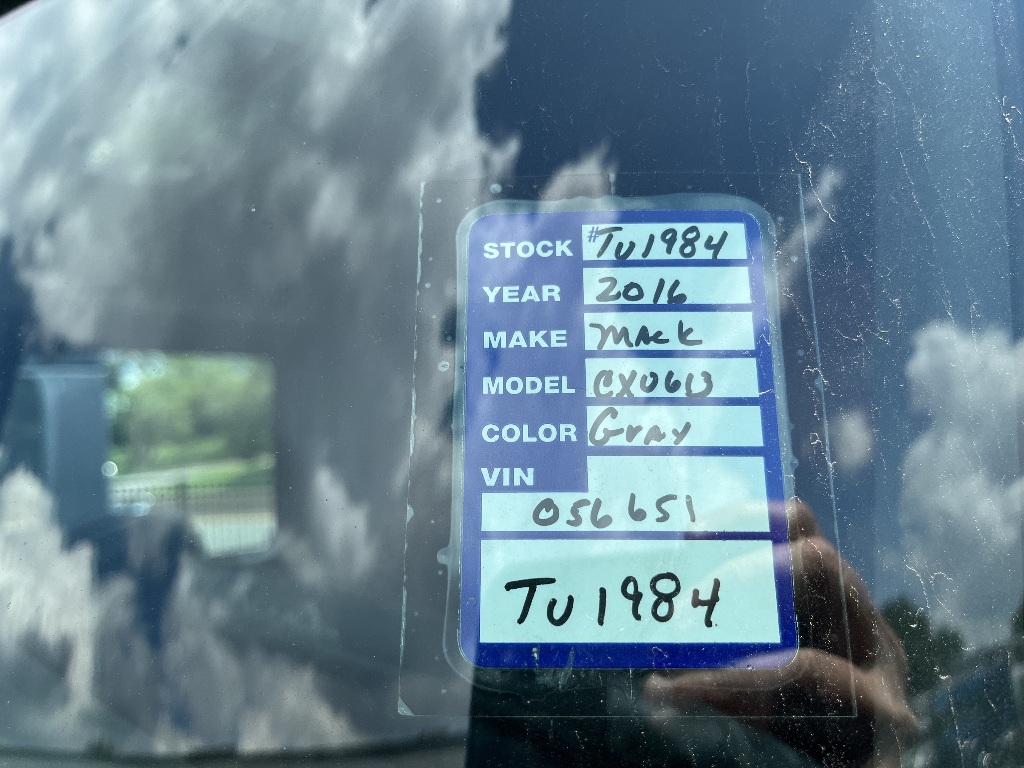 STOCK #TU1984
YEAR 2016
MAKE MACK
MODEL CXU613
COLOR Gray
VIN
056651
TU1984